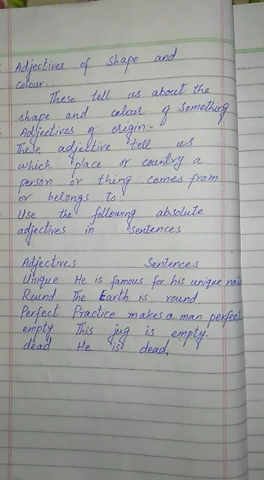 Adjectives of Shape and
colour...
These tell us about the
shape and colour of something
Adjectives of origin -
These adjective tell us
which place or country a
person or thing comes from
or belongs to
Use the following absolute
adjectives in sentences
Adjectives Sentences
Unique He is famous for his unique
Round The Earth is round.
Perfect Practice makes a man perfect
empty This jug is empty.
dead He is dead.